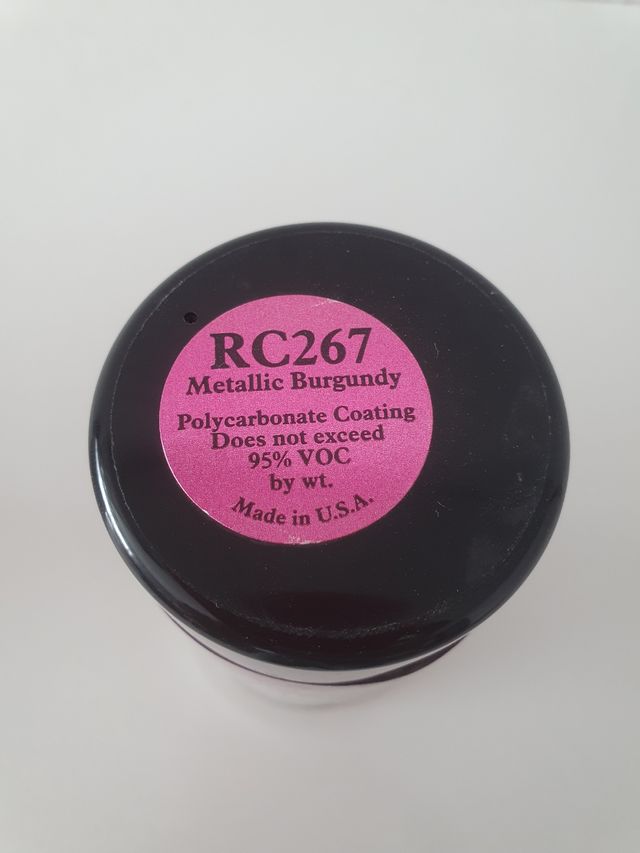 RC267
Metallic Burgundy
Polycarbonate Coating
Does not exceed
95% VOC
by wt.
Made in U.S.A.